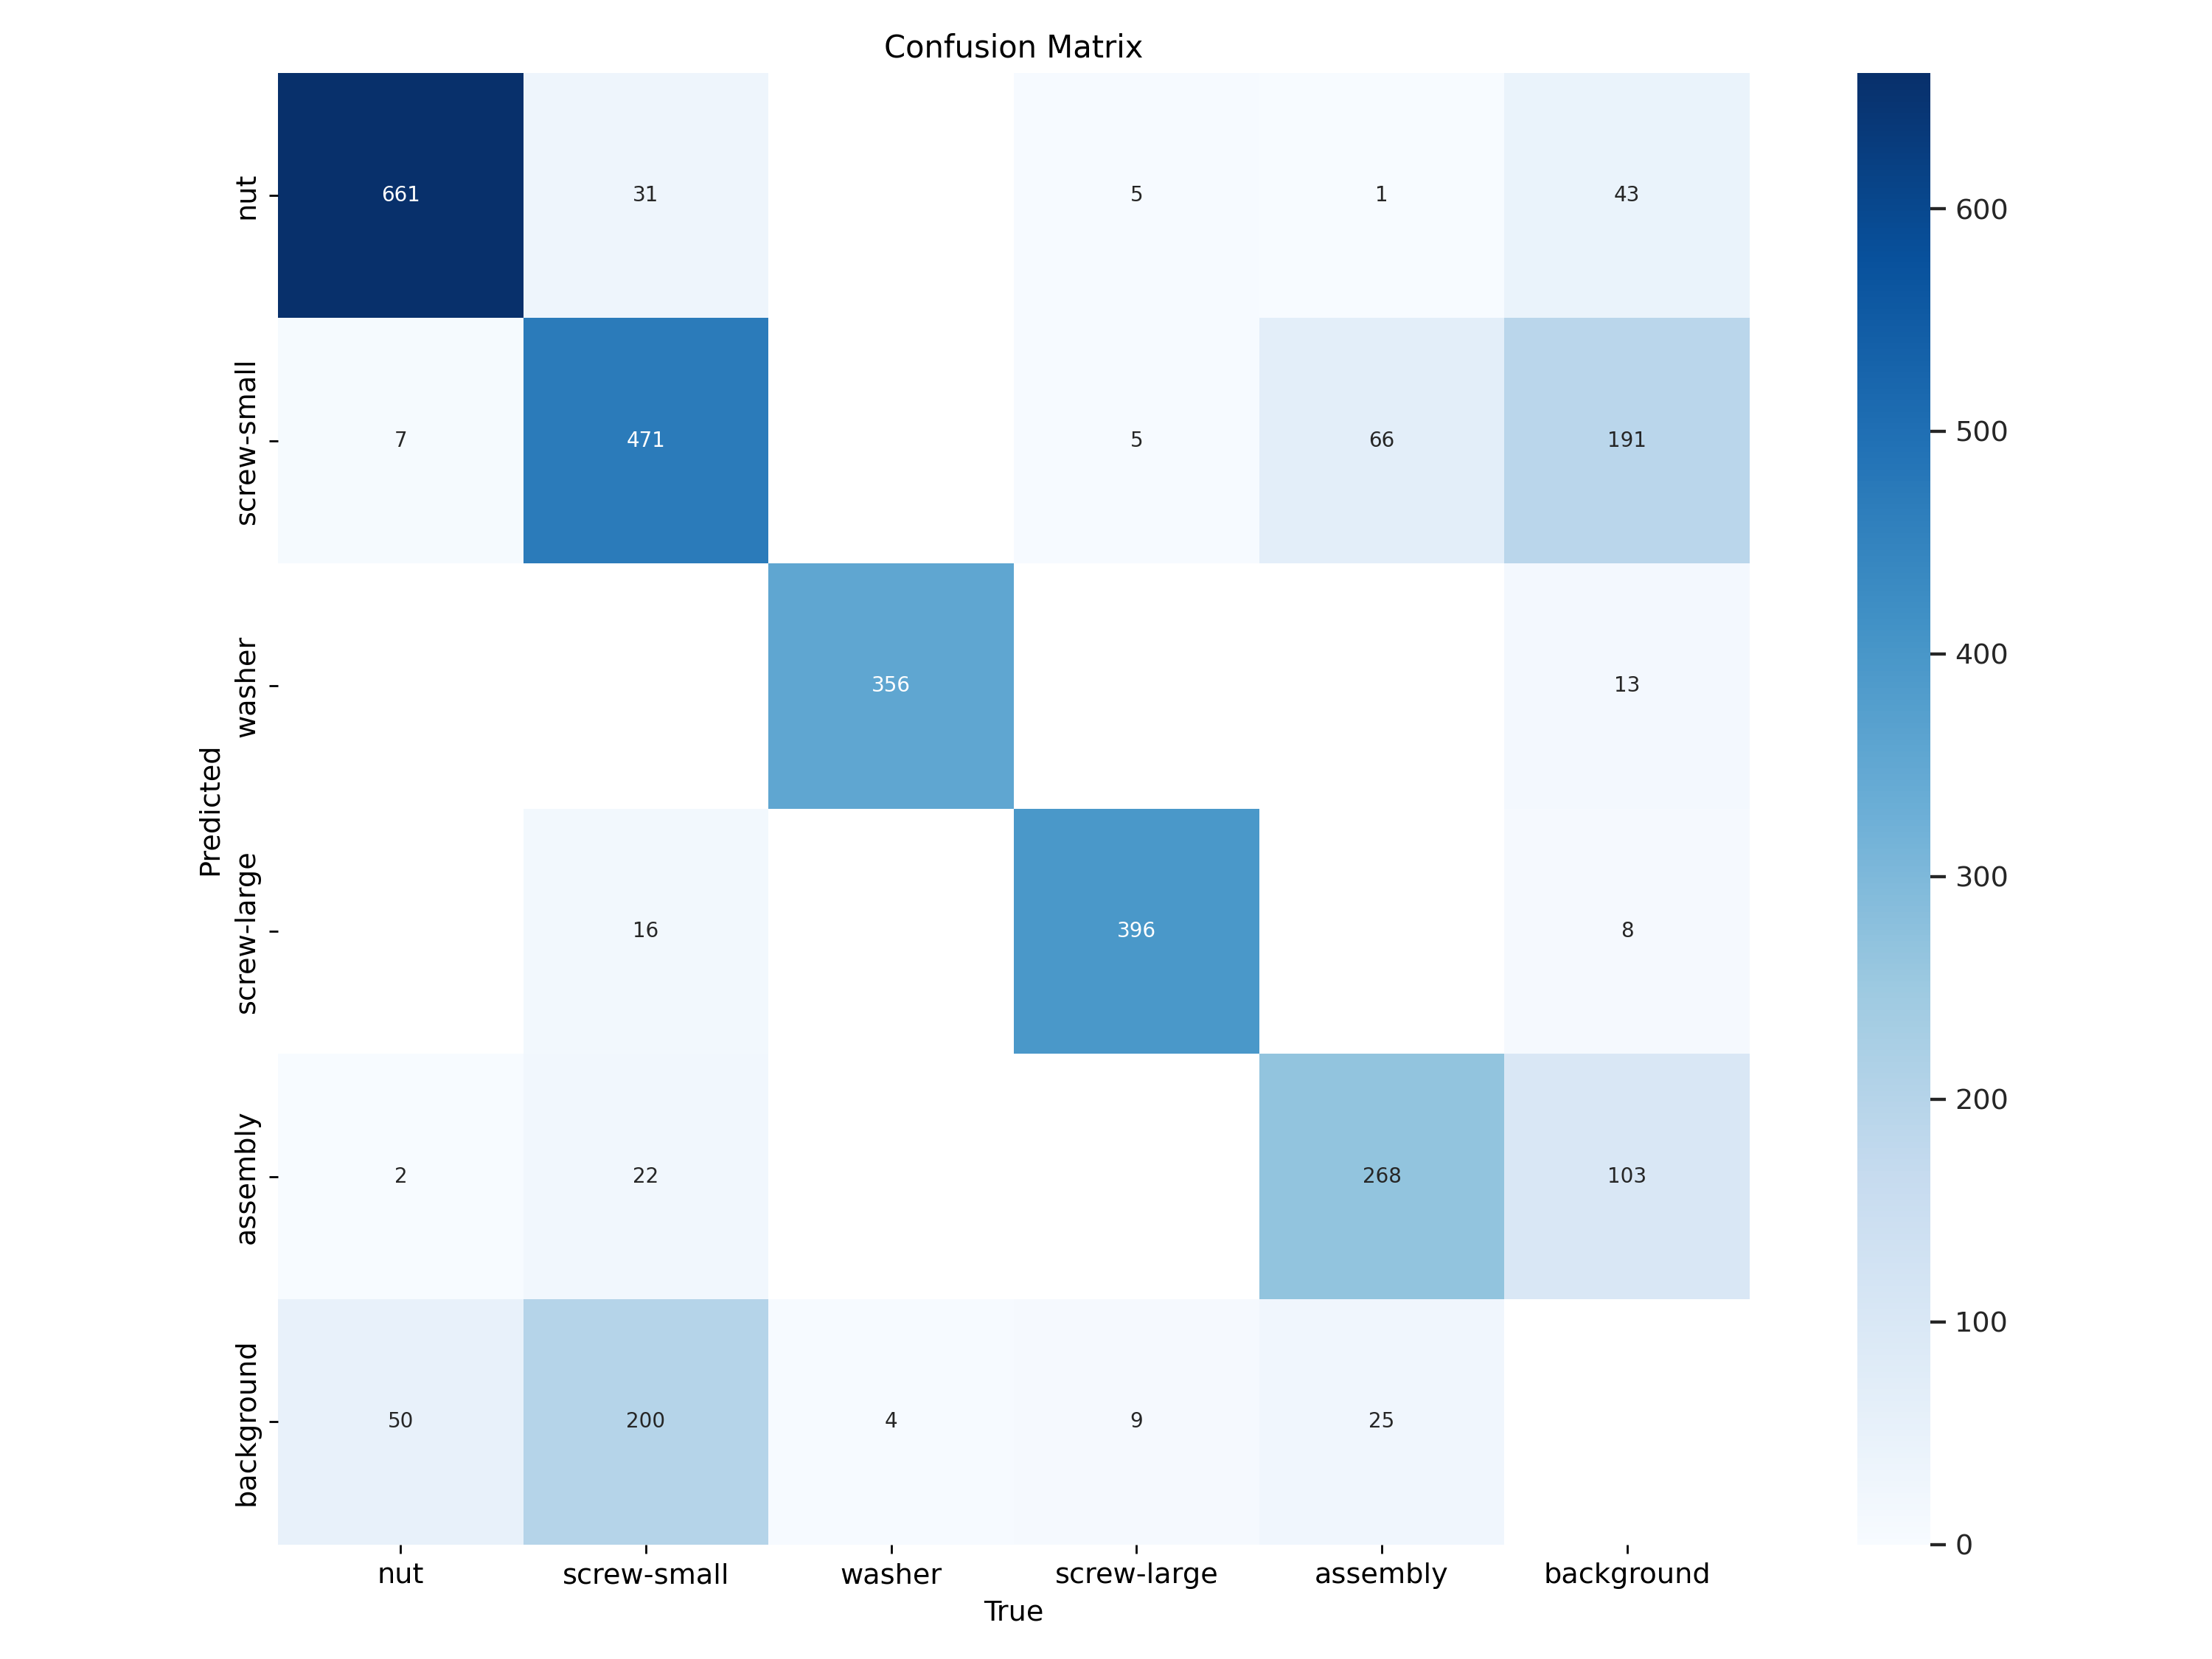 Confusion Matrix
nut 661 31 5 1 43
screw-small 7 471 5 66 191
washer 356 13
screw-large 16 396 8
assembly 2 22 268 103
background 50 200 4 9 25
nut screw-small washer screw-large assembly background
True
Predicted
600
500
400
300
200
100
0